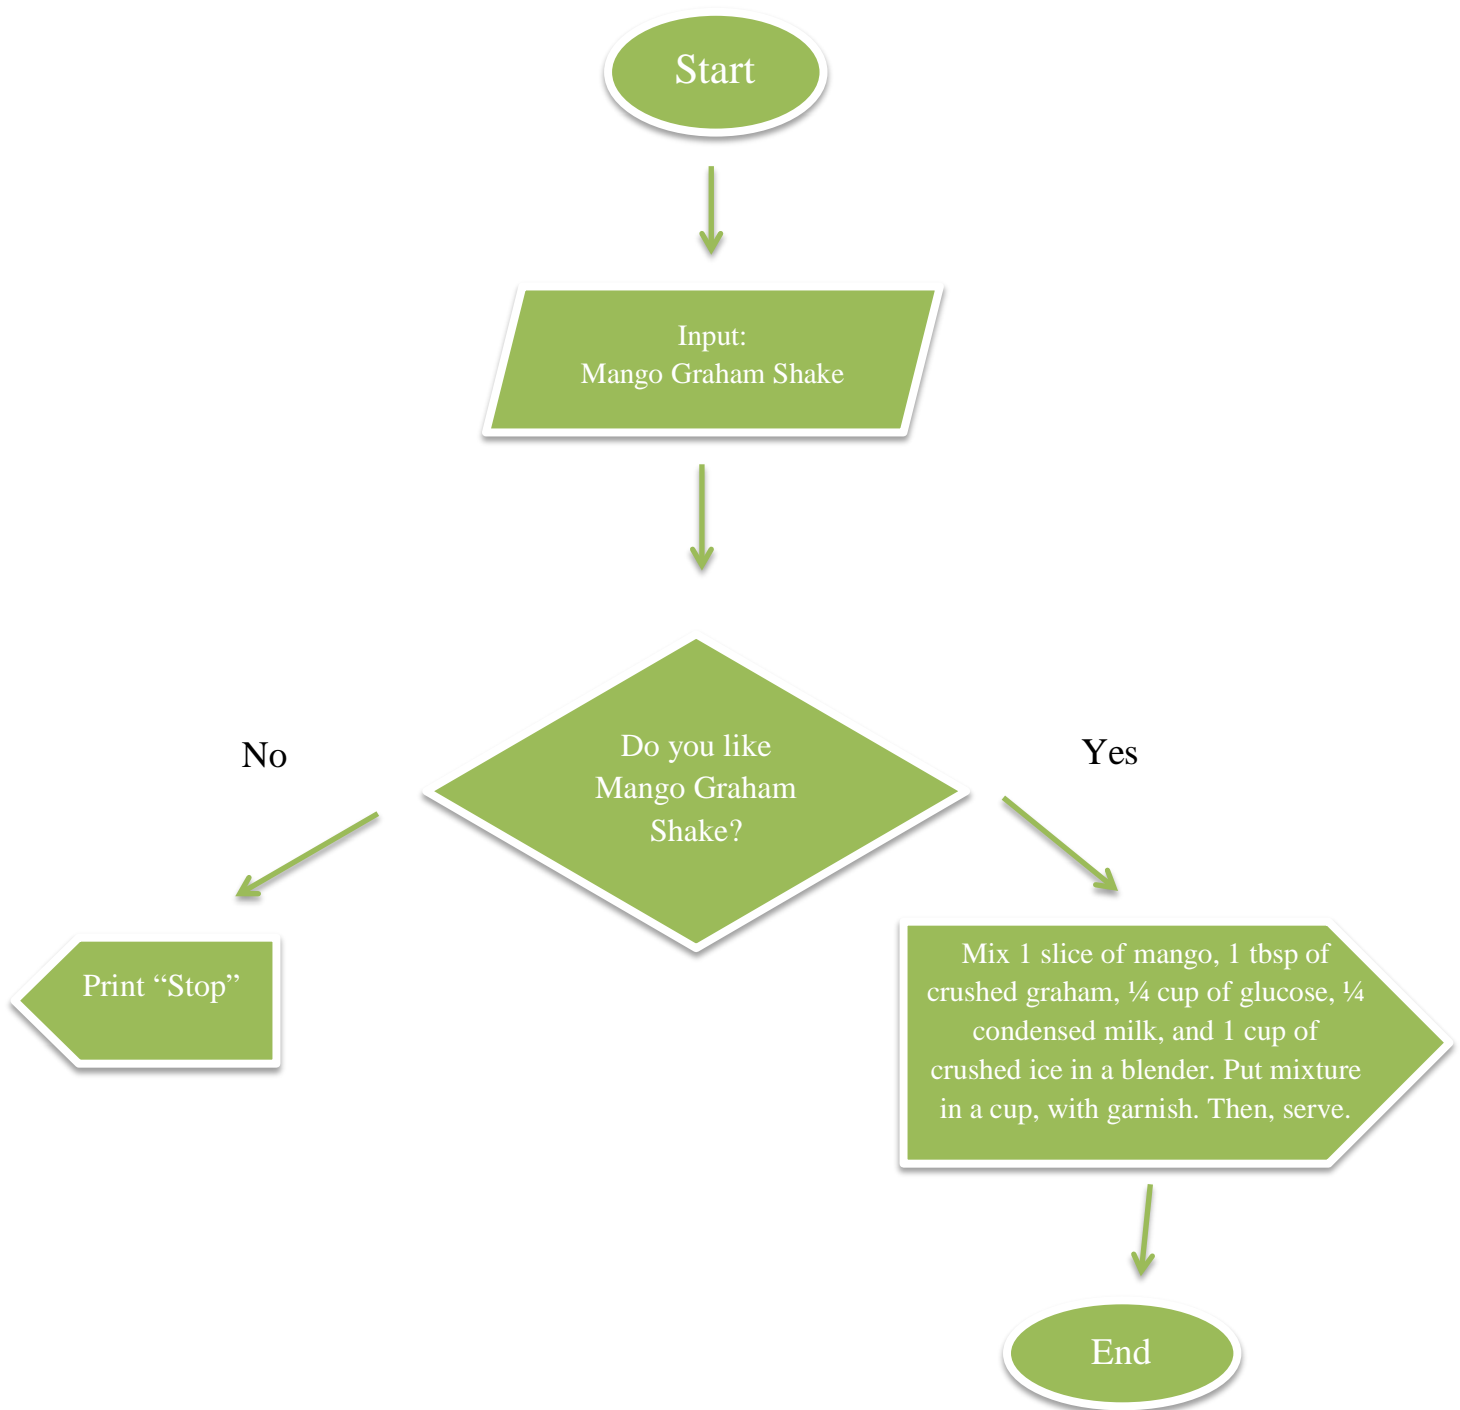 Start
Input:
Mango Graham Shake
Do you like
Mango Graham
Shake?
No
Yes
Print “Stop”
Mix 1 slice of mango, 1 tbsp of
crushed graham, ¼ cup of glucose, ¼
condensed milk, and 1 cup of
crushed ice in a blender. Put mixture
in a cup, with garnish. Then, serve.
End